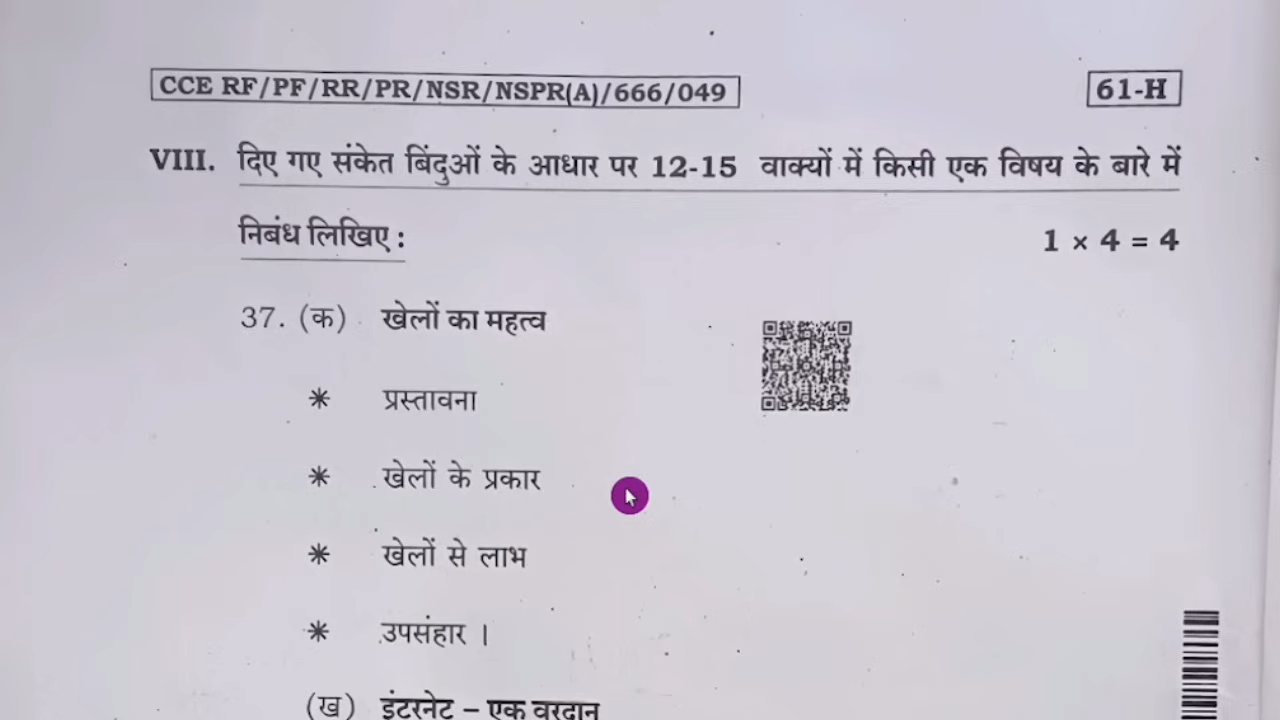 CCE RF/PF/RR/PR/NSR/NSPR(A)/666/049 61-H
VIII. दिए गए संकेत बिंदुओं के आधार पर 12-15 वाक्यों में किसी एक विषय के बारे में
निबंध लिखिए : 1 × 4 = 4
37. (क) खेलों का महत्व
* प्रस्तावना
* खेलों के प्रकार
* खेलों से लाभ
* उपसंहार ।
(ख) इंटरनेट – एक वरदान